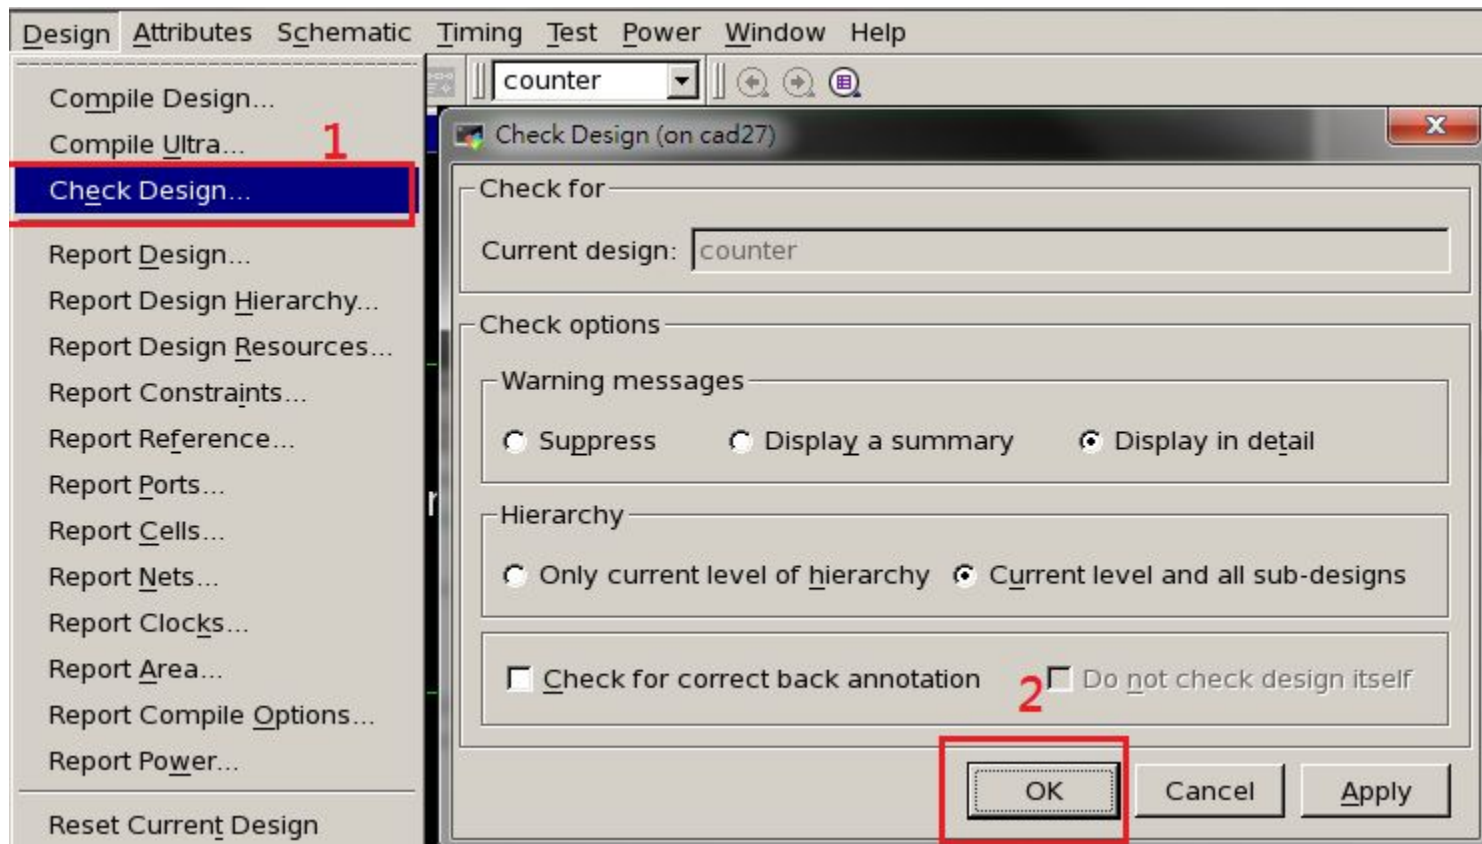 Design Attributes Schematic Timing Test Power Window Help
counter
Compile Design...
Compile Ultra...
1
Check Design...
Report Design...
Report Design Hierarchy...
Report Design Resources...
Report Constraints...
Report Reference...
Report Ports...
Report Cells...
Report Nets...
Report Clocks...
Report Area...
Report Compile Options...
Report Power...
Reset Current Design
Check Design (on cad27)
Check for
Current design: counter
Check options
Warning messages
Suppress Display a summary Display in detail
Hierarchy
Only current level of hierarchy Current level and all sub-designs
Check for correct back annotation Do not check design itself
2
OK Cancel Apply